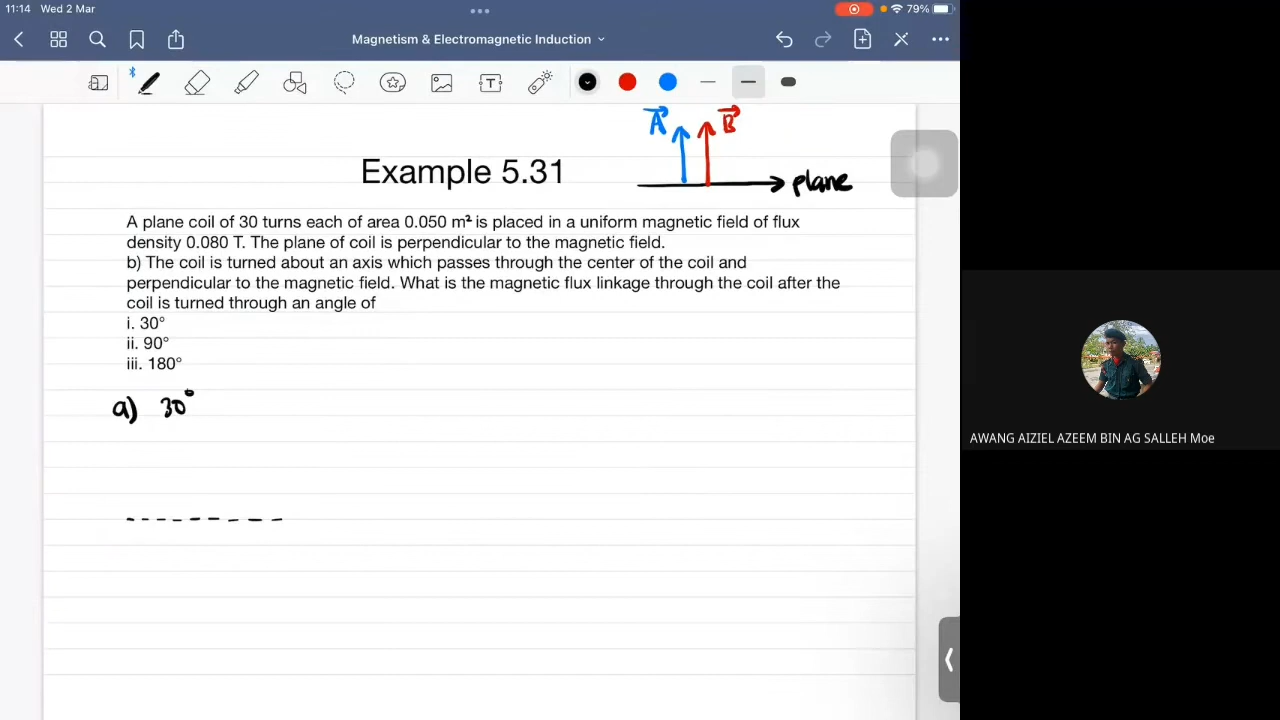 11:14 Wed 2 Mar
79%
Magnetism & Electromagnetic Induction
T
A B
Example 5.31
plane
A plane coil of 30 turns each of area 0.050 m² is placed in a uniform magnetic field of flux
density 0.080 T. The plane of coil is perpendicular to the magnetic field.
b) The coil is turned about an axis which passes through the center of the coil and
perpendicular to the magnetic field. What is the magnetic flux linkage through the coil after the
coil is turned through an angle of
i. 30°
ii. 90°
iii. 180°
a) 30°
AWANG AIZIEL AZEEM BIN AG SALLEH Moe